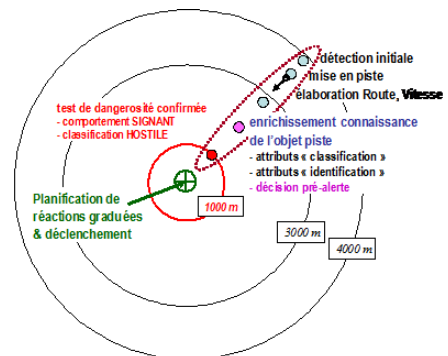 détection initiale
mise en piste
élaboration Route, Vitesse
test de dangerosité confirmée
- comportement SIGNANT
- classification HOSTILE
enrichissement connaissance
de l'objet piste
- attributs « classification »
- attributs « identification »
- décision pré-alerte
Planification de
réactions graduées
& déclenchement
1000 m
3000 m
4000 m